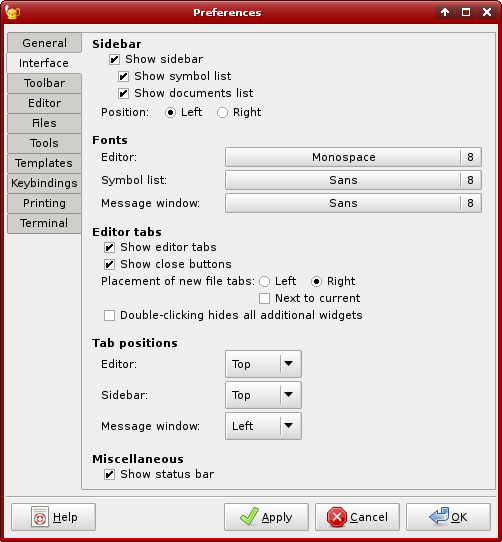 Preferences
General
Interface
Toolbar
Editor
Files
Tools
Templates
Keybindings
Printing
Terminal
Sidebar
Show sidebar
Show symbol list
Show documents list
Position: Left Right
Fonts
Editor: Monospace 8
Symbol list: Sans 8
Message window: Sans 8
Editor tabs
Show editor tabs
Show close buttons
Placement of new file tabs: Left Right
Next to current
Double-clicking hides all additional widgets
Tab positions
Editor: Top
Sidebar: Top
Message window: Left
Miscellaneous
Show status bar
Help Apply Cancel OK